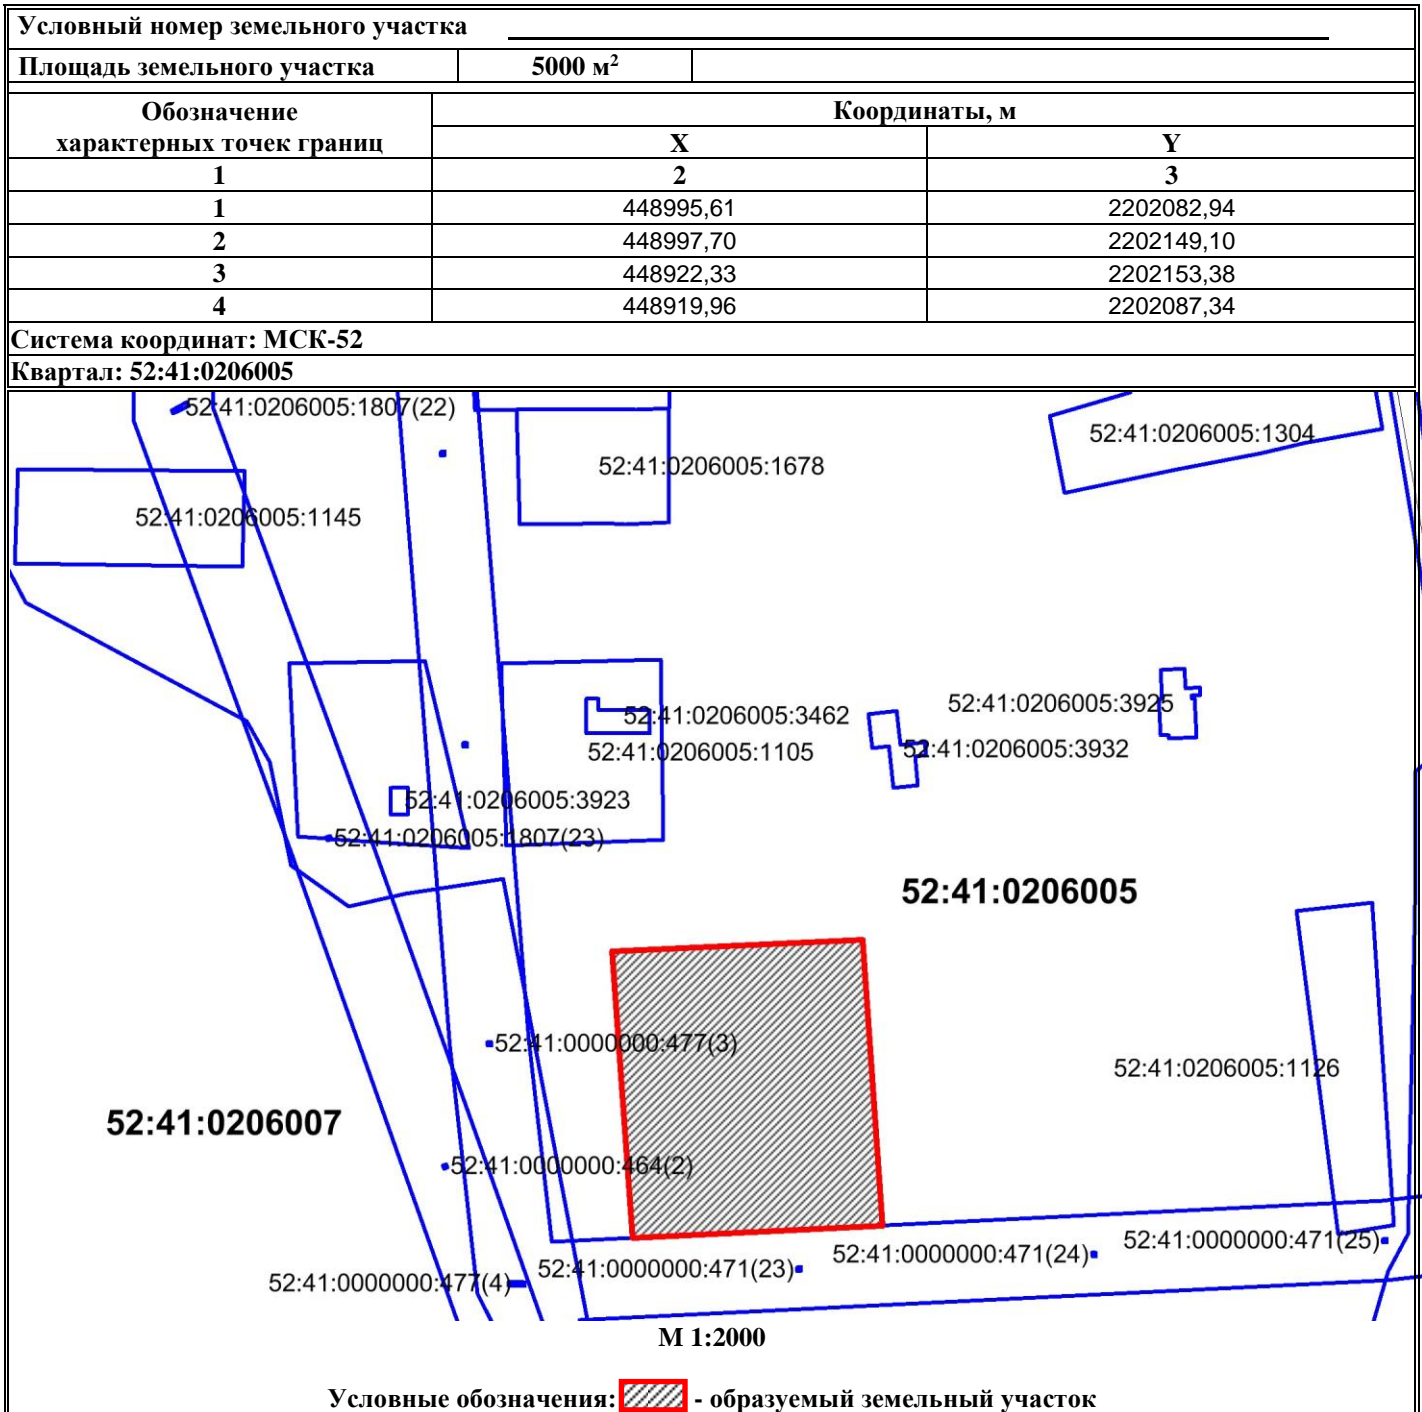 Условный номер земельного участка
Площадь земельного участка 5000 м²
Обозначение характерных точек границ Координаты, м
X Y
1 2 3
1 448995,61 2202082,94
2 448997,70 2202149,10
3 448922,33 2202153,38
4 448919,96 2202087,34
Система координат: МСК-52
Квартал: 52:41:0206005
52:41:0206005:1807(22)
52:41:0206005:1304
52:41:0206005:1678
52:41:0206005:1145
52:41:0206005:3925
52:41:0206005:3462
52:41:0206005:1105
52:41:0206005:3932
52:41:0206005:3923
52:41:0206005:1807(23)
52:41:0206005
52:41:0000000:477(3)
52:41:0206005:1126
52:41:0206007
52:41:0000000:464(2)
52:41:0000000:471(25)
52:41:0000000:471(24)
52:41:0000000:471(23)
52:41:0000000:477(4)
М 1:2000
Условные обозначения: - образуемый земельный участок